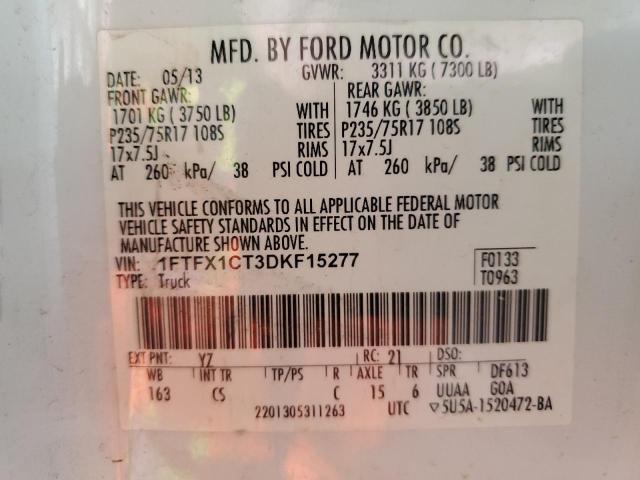 MFD. BY FORD MOTOR CO.
DATE: 05/13 GVWR: 3311 KG ( 7300 LB)
FRONT GAWR: REAR GAWR:
1701 KG ( 3750 LB) WITH 1746 KG ( 3850 LB) WITH
P235/75R17 108S TIRES P235/75R17 108S TIRES
17x7.5J RIMS 17x7.5J RIMS
AT 260 kPa/ 38 PSI COLD AT 260 kPa/ 38 PSI COLD
THIS VEHICLE CONFORMS TO ALL APPLICABLE FEDERAL MOTOR
VEHICLE SAFETY STANDARDS IN EFFECT ON THE DATE OF
MANUFACTURE SHOWN ABOVE.
VIN: 1FTFX1CT3DKF15277 F0133
TYPE: Truck T0963
EXT PNT: YZ RC: 21 DSO:
WB INT TR TP/PS R AXLE TR SPR DF613
163 CS C 15 6 UUAA GOA
2201305311263 UTC ▽5U5A-1520472-BA